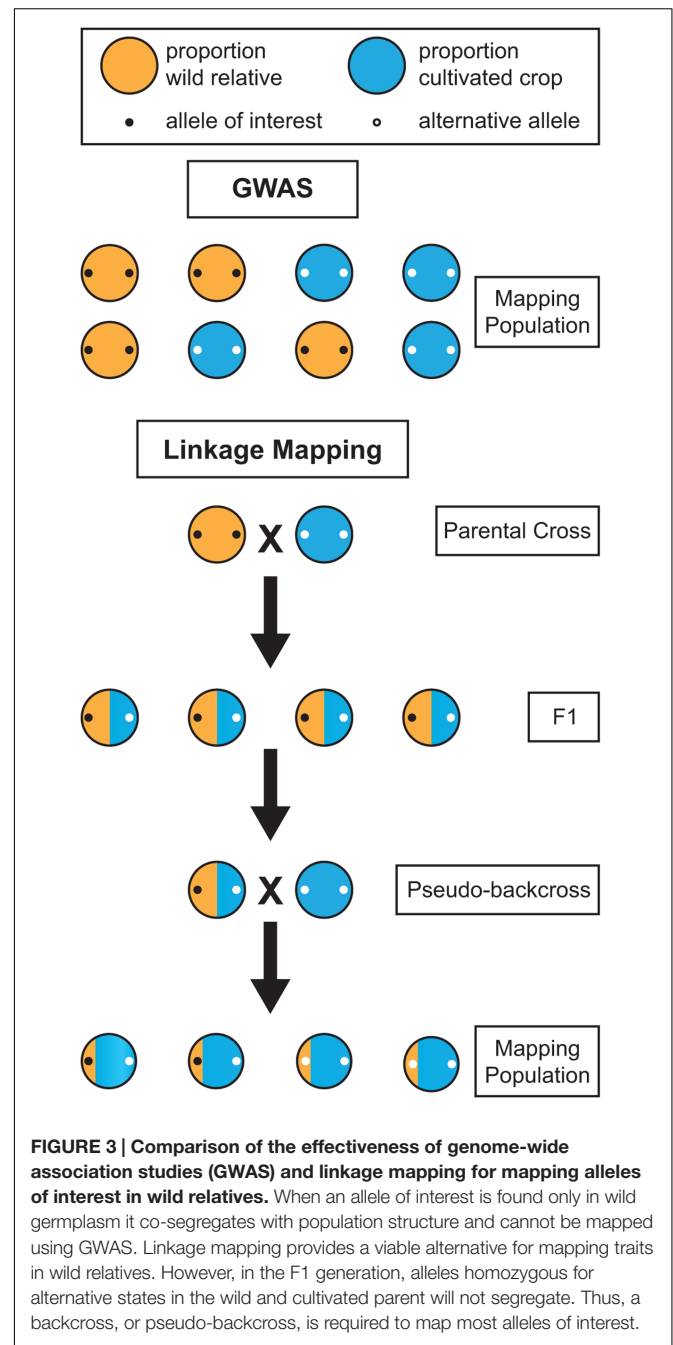 proportion
wild relative
proportion
cultivated crop
allele of interest
alternative allele
GWAS
Mapping
Population
Linkage Mapping
X
Parental Cross
F1
X
Pseudo-backcross
Mapping
Population
FIGURE 3 | Comparison of the effectiveness of genome-wide
association studies (GWAS) and linkage mapping for mapping alleles
of interest in wild relatives. When an allele of interest is found only in wild
germplasm it co-segregates with population structure and cannot be mapped
using GWAS. Linkage mapping provides a viable alternative for mapping traits
in wild relatives. However, in the F1 generation, alleles homozygous for
alternative states in the wild and cultivated parent will not segregate. Thus, a
backcross, or pseudo-backcross, is required to map most alleles of interest.